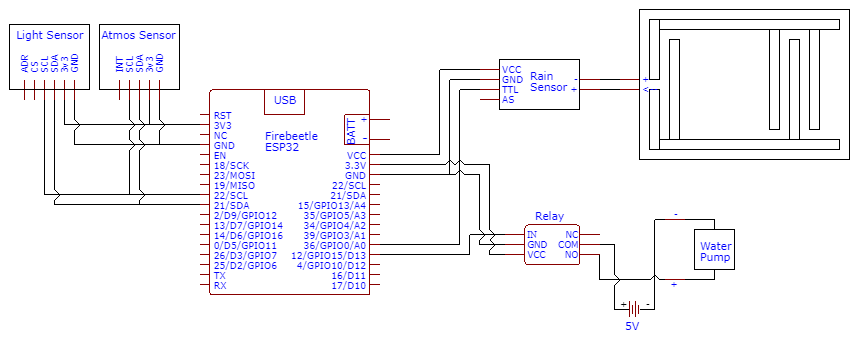 Light Sensor
ADR
CS
SCL
SDA
3v3
GND
Atmos Sensor
INT
SCL
SDA
3v3
GND
USB
Firebeetle
ESP32
BATT
+
-
RST
3V3
NC
GND
EN
18/SCK
23/MOSI
19/MISO
22/SCL
21/SDA
2/D9/GPIO12
13/D7/GPIO14
14/D6/GPIO16
0/D5/GPIO11
26/D3/GPIO7
25/D2/GPIO6
TX
RX
VCC
3.3V
GND
22/SCL
21/SDA
15/GPIO13/A4
35/GPIO5/A3
34/GPIO4/A2
39/GPIO3/A1
36/GPIO0/A0
12/GPIO15/D13
4/GPIO10/D12
16/D11
17/D10
VCC
GND
TTL
AS
Rain
Sensor
-
+
+
<
Relay
IN
GND
VCC
NC
COM
NO
-
Water
Pump
+
+
-
5V